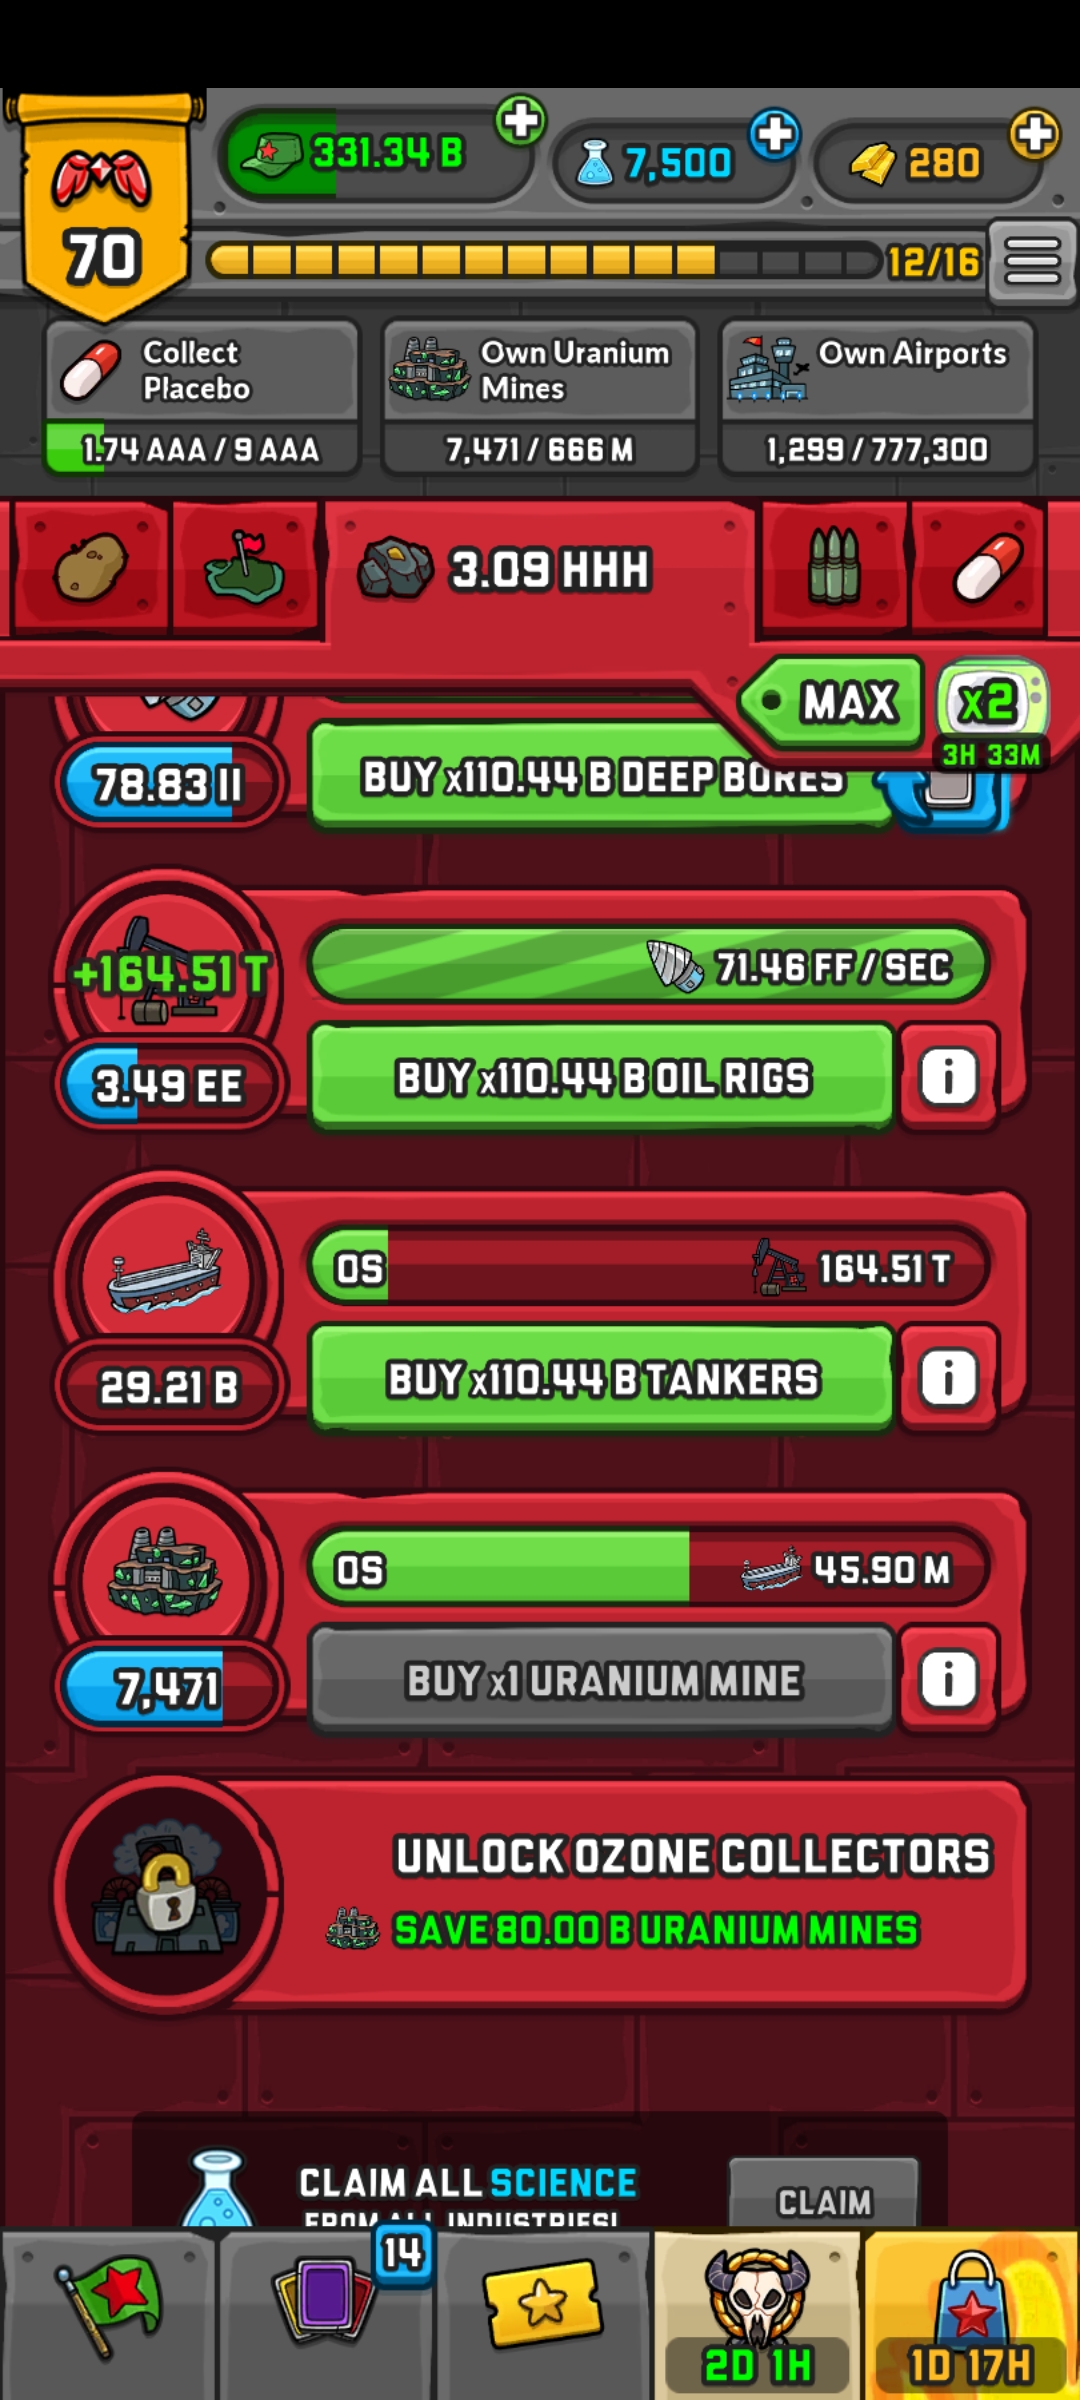 331.34 B
7,500
280
70
12/16
Collect
Placebo
1.74 AAA / 9 AAA
Own Uranium
Mines
7,471 / 666 M
Own Airports
1,299 / 777,300
3.09 HHH
MAX
x2
3H 33M
78.83 II
BUY x110.44 B DEEP BORES
+164.51 T
71.46 FF / SEC
3.49 EE
BUY x110.44 B OIL RIGS
0S
164.51 T
29.21 B
BUY x110.44 B TANKERS
0S
45.90 M
7,471
BUY x1 URANIUM MINE
UNLOCK OZONE COLLECTORS
SAVE 80.00 B URANIUM MINES
CLAIM ALL SCIENCE
FROM ALL INDUSTRIES!
CLAIM
14
2D 1H
1D 17H